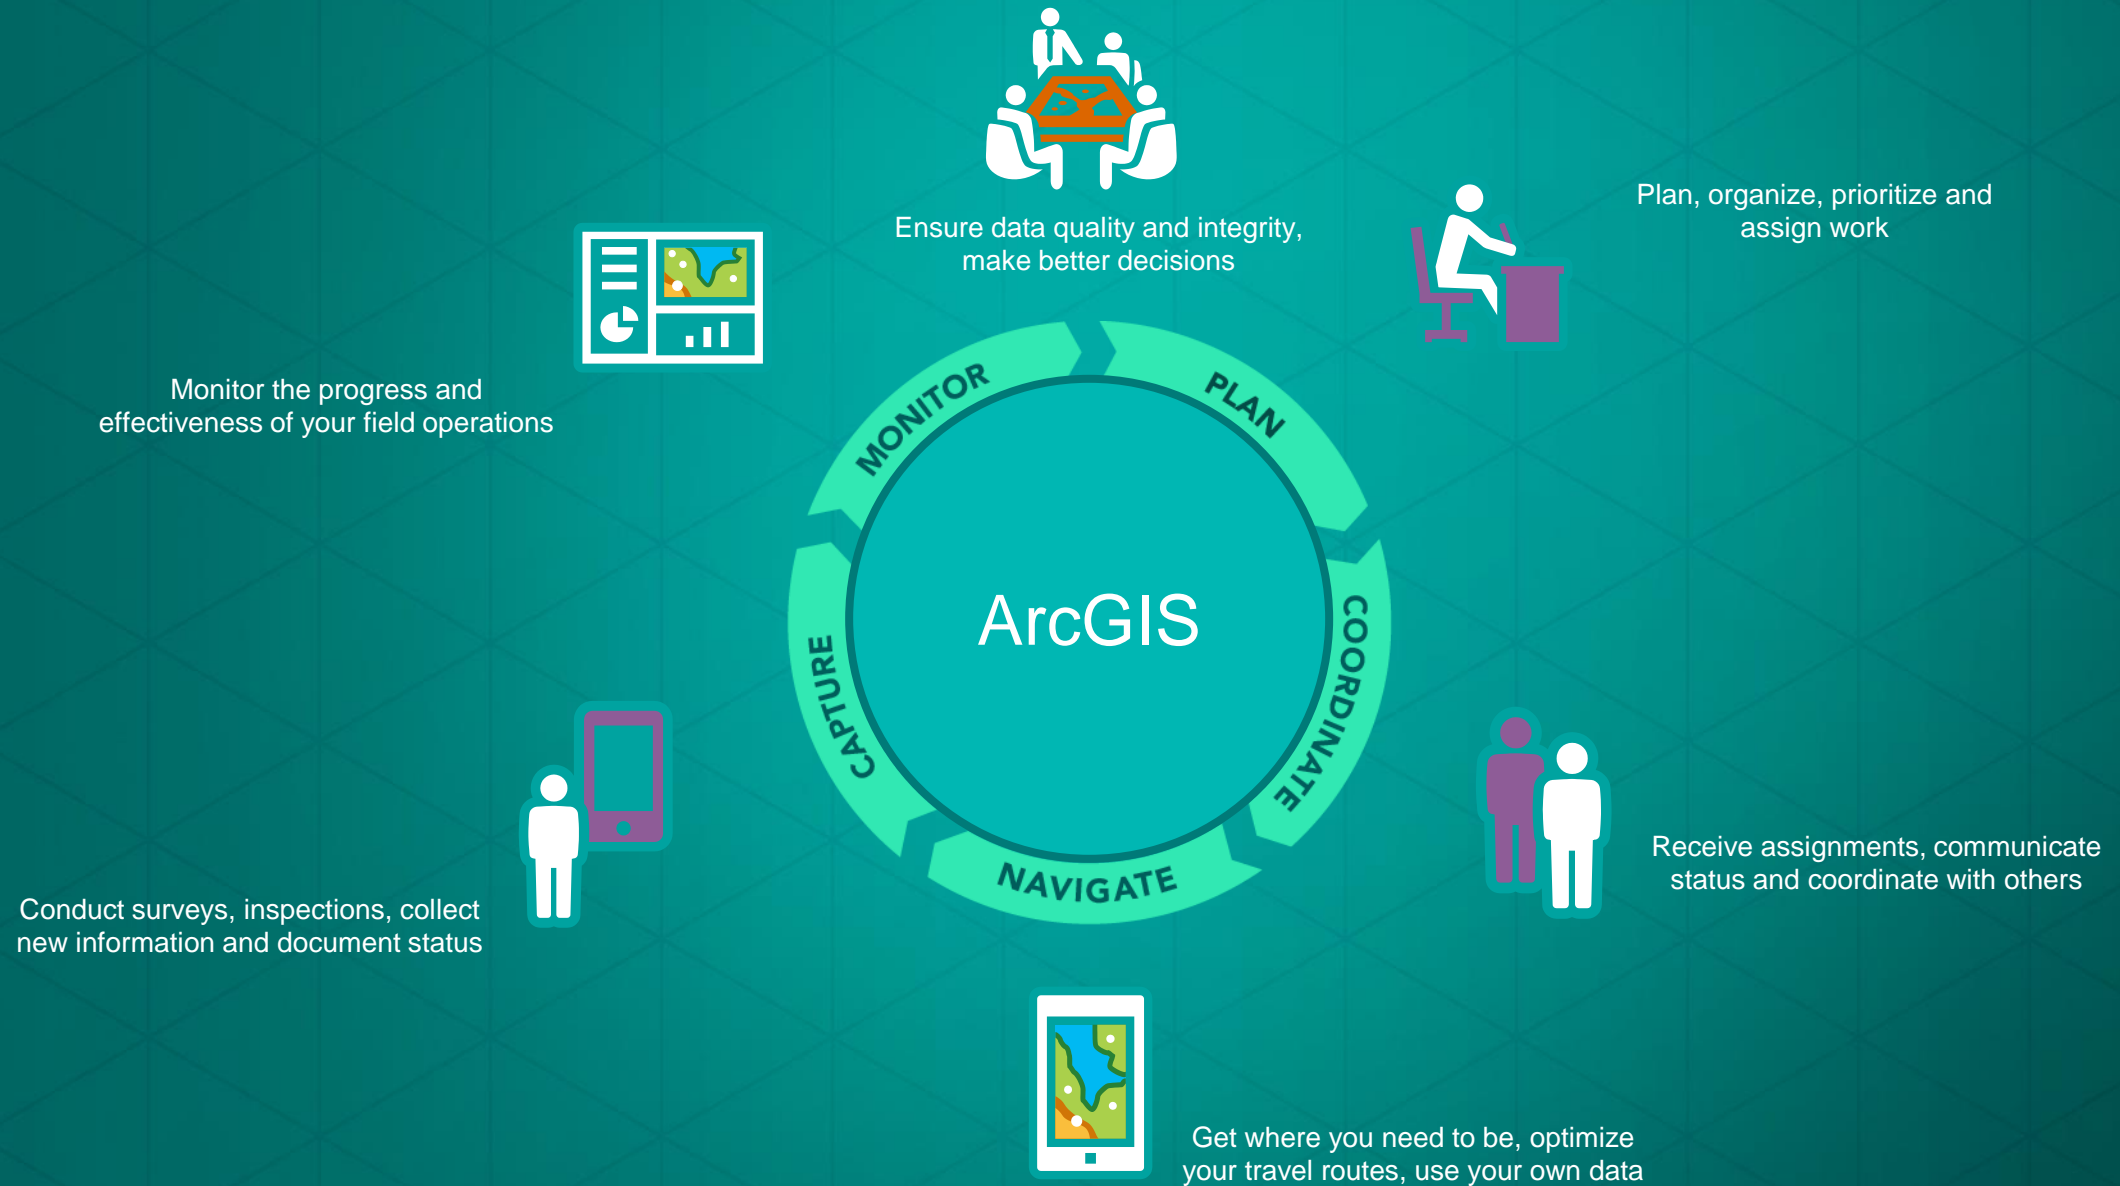 Ensure data quality and integrity,
make better decisions
Plan, organize, prioritize and
assign work
Monitor the progress and
effectiveness of your field operations
MONITOR
PLAN
ArcGIS
CAPTURE
COORDINATE
NAVIGATE
Receive assignments, communicate
status and coordinate with others
Conduct surveys, inspections, collect
new information and document status
Get where you need to be, optimize
your travel routes, use your own data